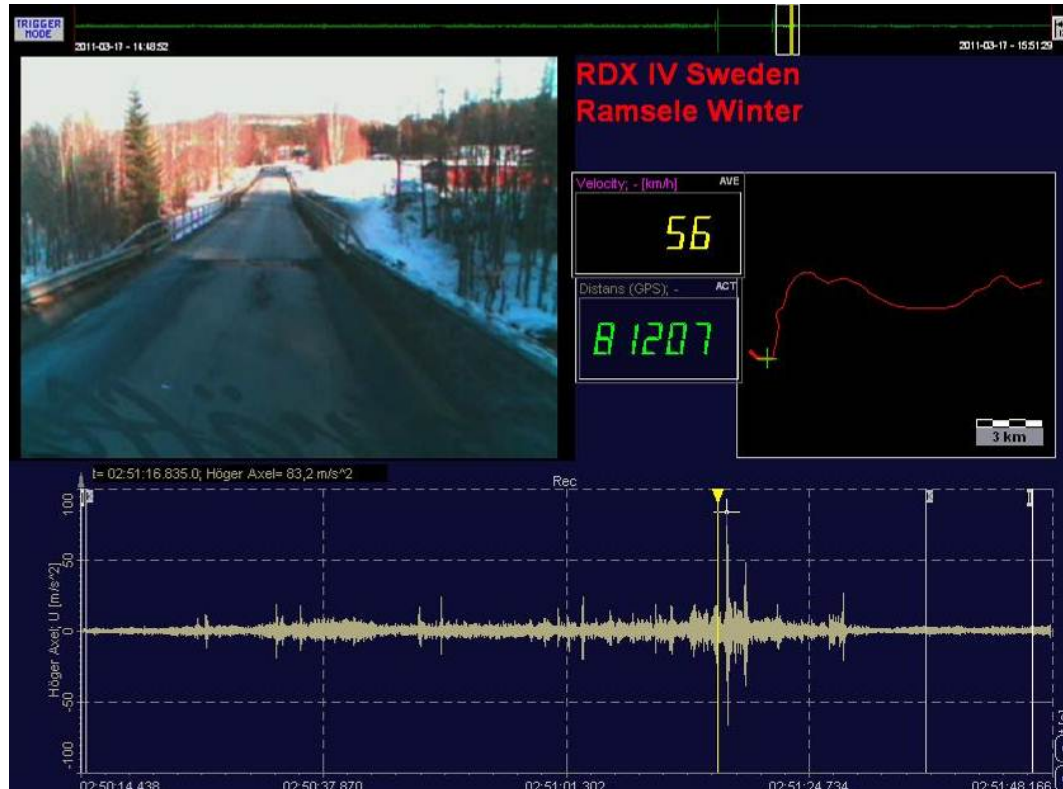 TRIGGER
MODE
2011-03-17 - 14:48:52
2011-03-17 - 15:51:29
RDX IV Sweden
Ramsele Winter
Velocity; - [km/h] AVE
56
Distans (GPS); - ACT
81207
3 km
t= 02:51:16.835.0; Höger Axel= 83,2 m/s^2
Rec
Höger Axel; U [m/s^2]
100
50
0
-50
-100
02:50:14.438 02:50:37.870 02:51:01.302 02:51:24.734 02:51:48.166